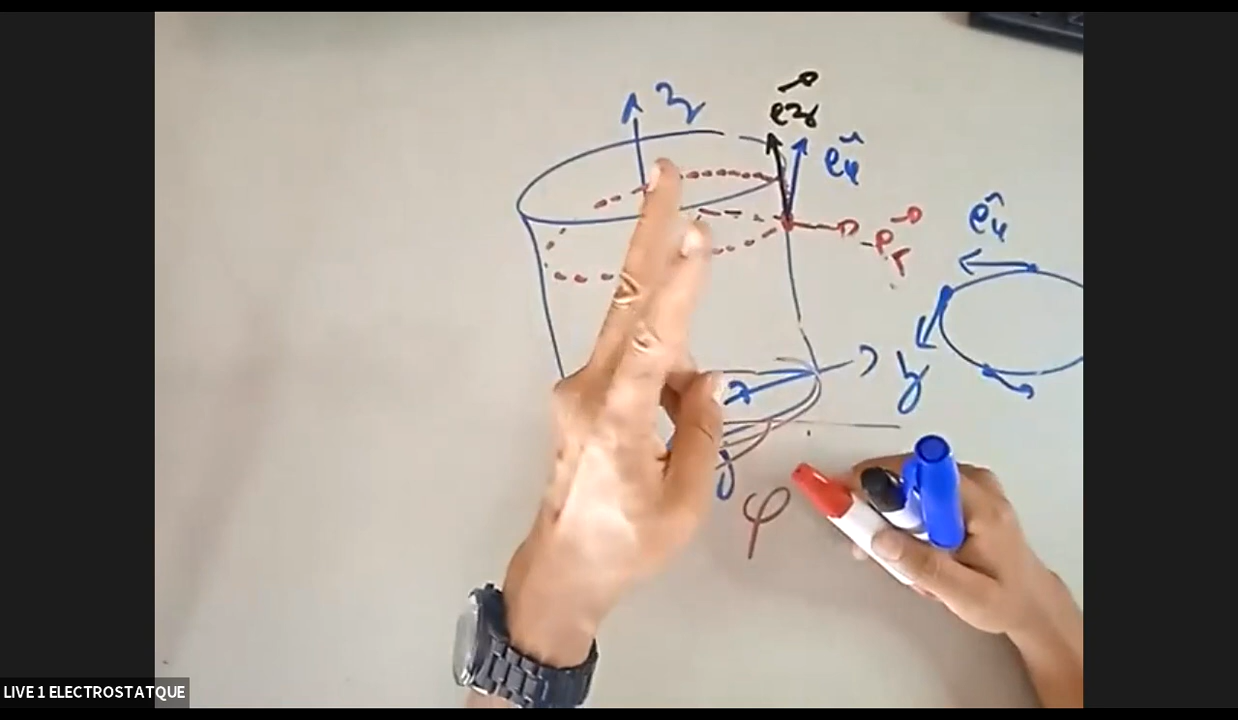 z
e⃗z
e⃗φ
e⃗r
e⃗φ
y
φ
LIVE 1 ELECTROSTATQUE